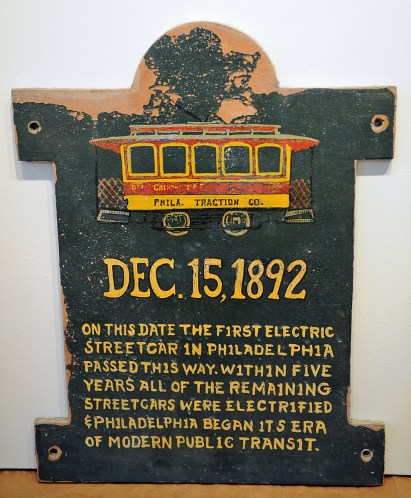 PHILA. TRACTION CO.
DEC. 15, 1892
ON THIS DATE THE FIRST ELECTRIC
STREETCAR IN PHILADELPHIA
PASSED THIS WAY. WITHIN FIVE
YEARS ALL OF THE REMAINING
STREETCARS WERE ELECTRIFIED
& PHILADELPHIA BEGAN ITS ERA
OF MODERN PUBLIC TRANSIT.